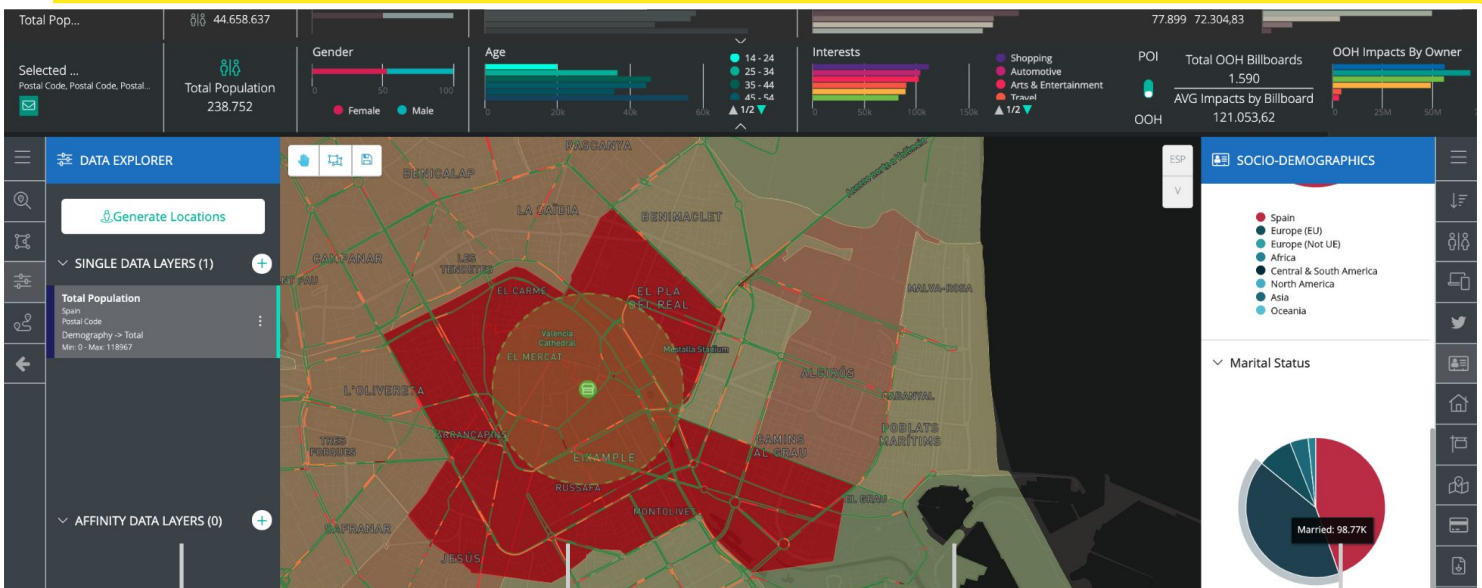 Total Pop...
44.658.637
77.899 72.304,83
Selected ...
Postal Code, Postal Code, Postal...
Total Population
238.752
Gender
0 50 100
Female Male
Age
0 20k 40k 60k
14 - 24
25 - 34
35 - 44
45 - 54
1/2
Interests
0 50k 100k 150k
Shopping
Automotive
Arts & Entertainment
Travel
1/2
POI
OOH
Total OOH Billboards
1.590
AVG Impacts by Billboard
121.053,62
OOH Impacts By Owner
0 25M 50M
DATA EXPLORER
Generate Locations
SINGLE DATA LAYERS (1)
Total Population
Spain
Postal Code
Demography -> Total
Min: 0 - Max: 118967
AFFINITY DATA LAYERS (0)
RASCANYA
BENICALAP
LA SAÏDIA
BENIMACLET
CAMPANAR
LES
TENDETES
NT PAU
EL CARME
EL PLA
DEL REAL
MALVA-ROSA
València
Cathedral
EL MERCAT
Mestalla Stadium
ALGIRÓS
L'OLIVERETA
CABANYAL
POBLATS
MARÍTIMS
TRES
FORQUES
ARRANCAPINS
CAMINS
AL GRAU
EIXAMPLE
RUSSAFA
EL GRAU
MONTOLIVET
SAFRANAR
JESÚS
ESP
V
SOCIO-DEMOGRAPHICS
Spain
Europe (EU)
Europe (Not UE)
Africa
Central & South America
North America
Asia
Oceania
Marital Status
Married: 98.77K